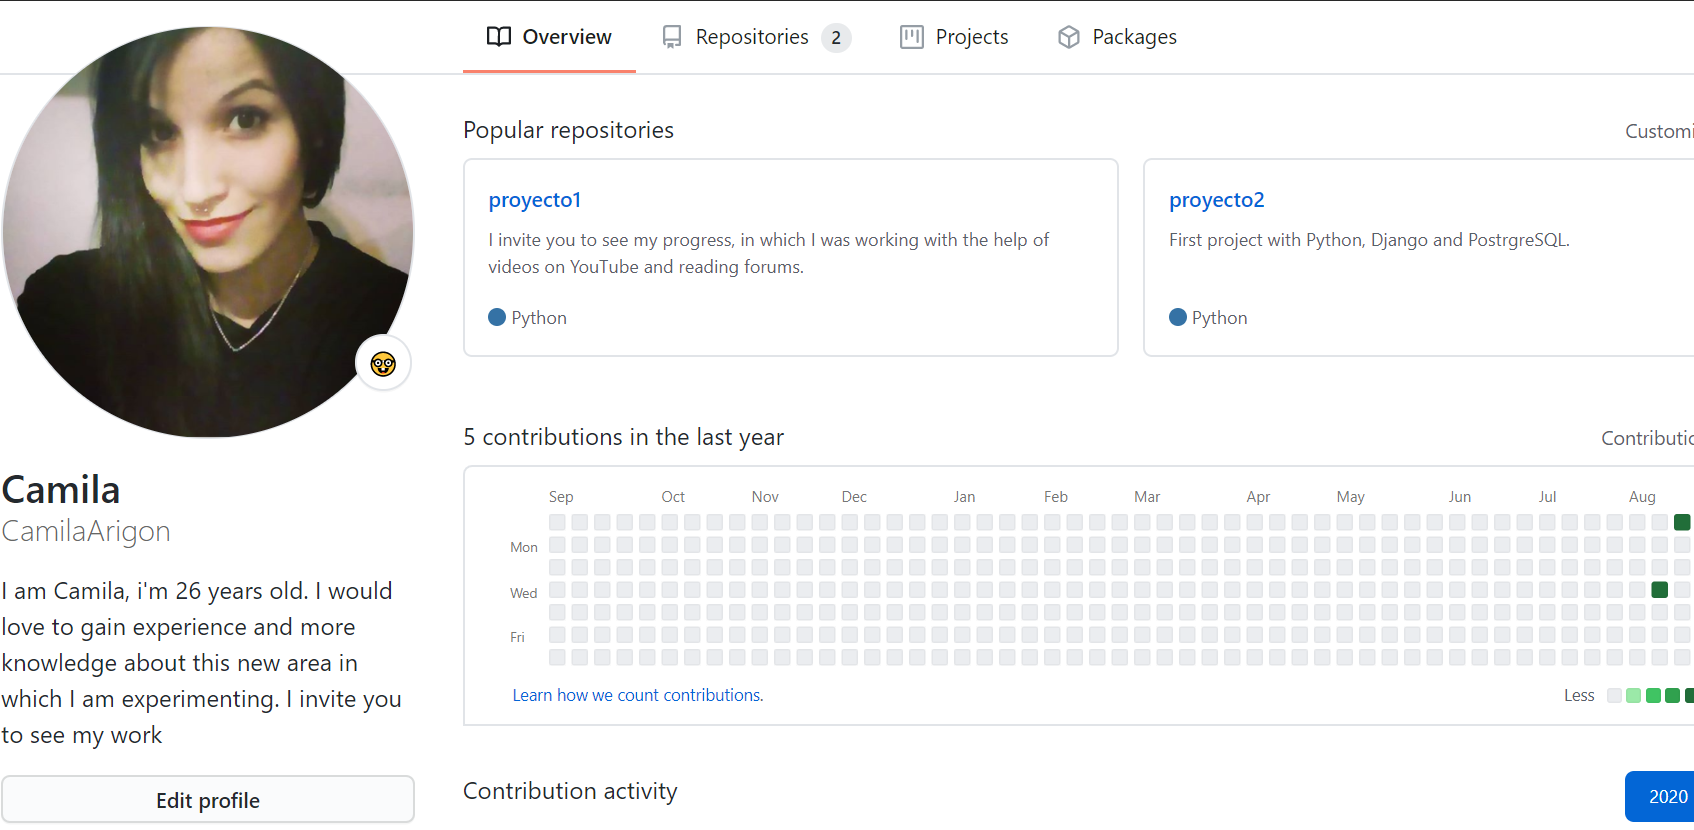 Overview Repositories 2 Projects Packages
Popular repositories
proyecto1
I invite you to see my progress, in which I was working with the help of
videos on YouTube and reading forums.
Python
proyecto2
First project with Python, Django and PostrgreSQL.
Python
Camila
CamilaArigon
I am Camila, i'm 26 years old. I would
love to gain experience and more
knowledge about this new area in
which I am experimenting. I invite you
to see my work
Edit profile
5 contributions in the last year
Sep Oct Nov Dec Jan Feb Mar Apr May Jun Jul Aug
Mon
Wed
Fri
Learn how we count contributions.
Less
Contribution activity
2020